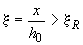 ξ = x / h₀ > ξ_R